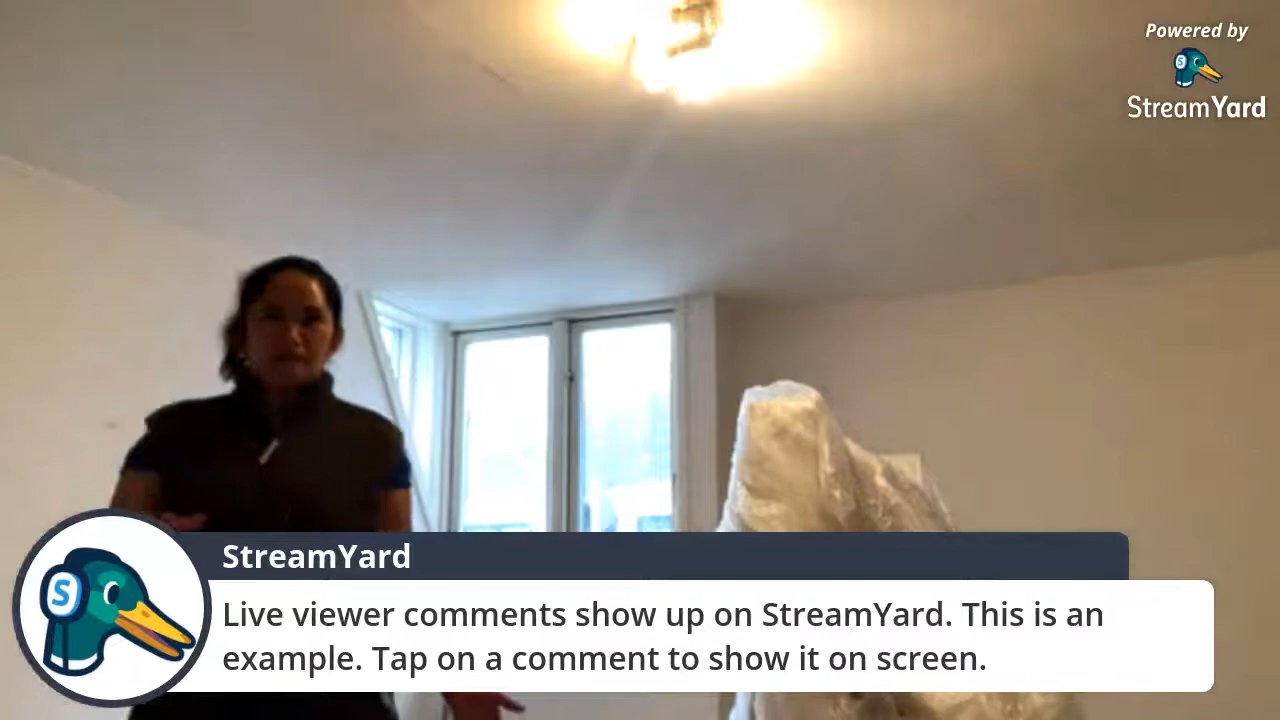 Powered by
StreamYard
StreamYard
Live viewer comments show up on StreamYard. This is an
example. Tap on a comment to show it on screen.